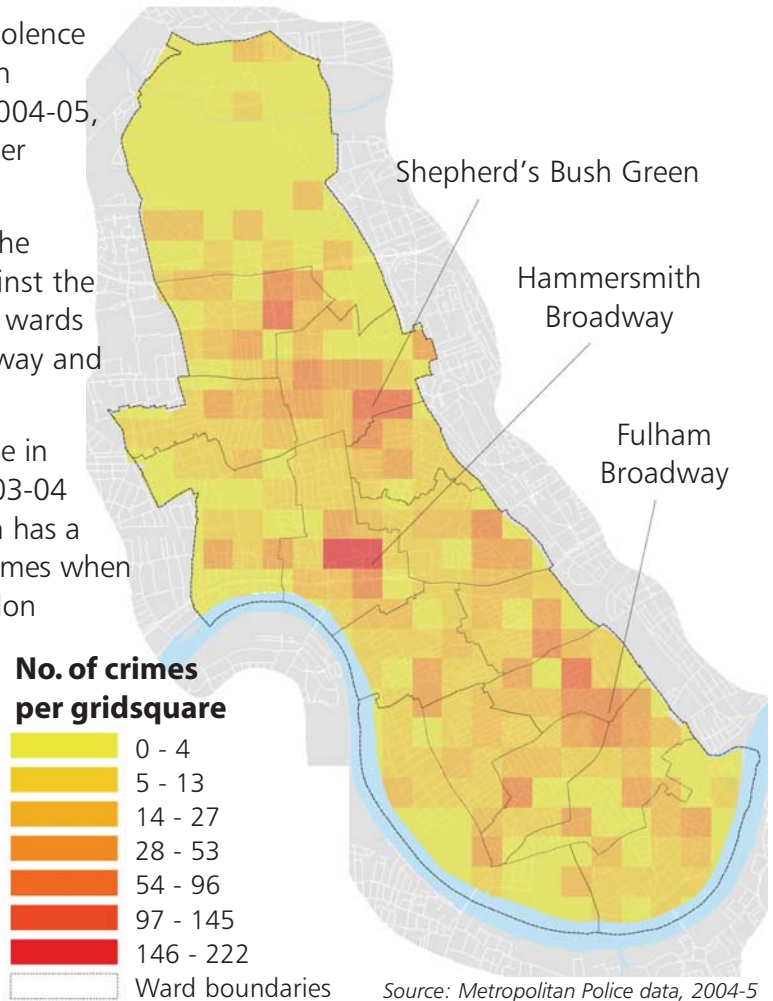 olence
n
004-05,
er
he
inst the
wards
way and
e in
03-04
n has a
mes when
Shepherd's Bush Green
Hammersmith
Broadway
Fulham
Broadway
No. of crimes
per gridsquare
0 - 4
5 - 13
14 - 27
28 - 53
54 - 96
97 - 145
146 - 222
Ward boundaries
Source: Metropolitan Police data, 2004-5